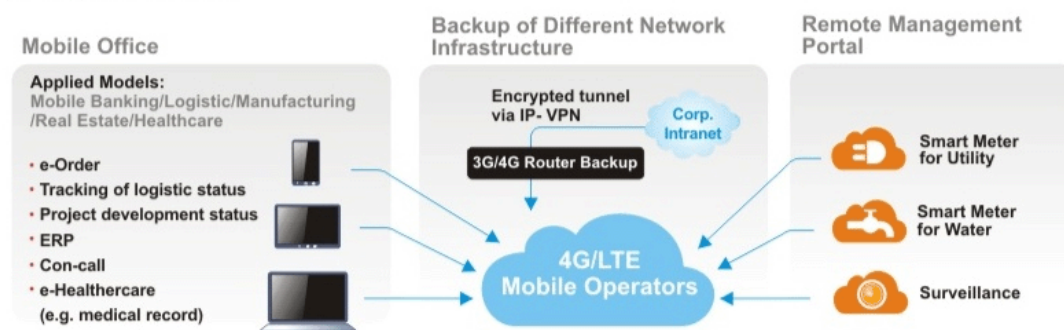 Mobile Office
Applied Models:
Mobile Banking/Logistic/Manufacturing
/Real Estate/Healthcare
• e-Order
• Tracking of logistic status
• Project development status
• ERP
• Con-call
• e-Healthercare
(e.g. medical record)
Backup of Different Network
Infrastructure
Encrypted tunnel
via IP- VPN
Corp.
Intranet
3G/4G Router Backup
4G/LTE
Mobile Operators
Remote Management
Portal
Smart Meter
for Utility
Smart Meter
for Water
Surveillance